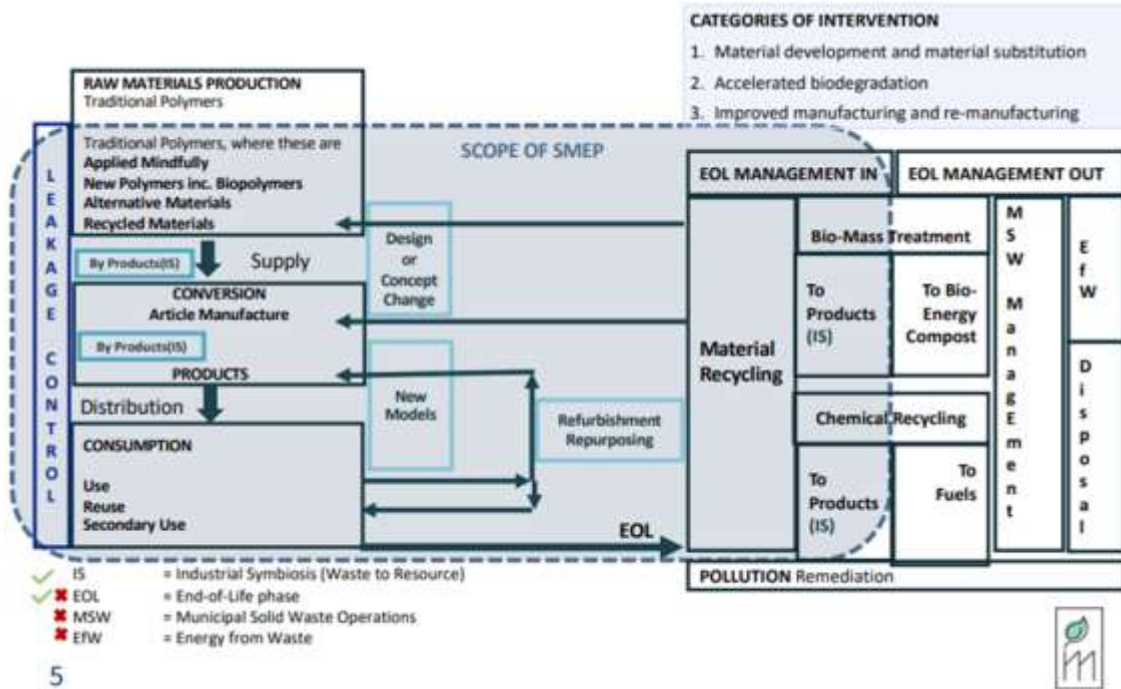 CATEGORIES OF INTERVENTION
1. Material development and material substitution
2. Accelerated biodegradation
3. Improved manufacturing and re-manufacturing
RAW MATERIALS PRODUCTION
Traditional Polymers
Traditional Polymers, where these are
Applied Mindfully
New Polymers inc. Biopolymers
Alternative Materials
Recycled Materials
LEAKAGE CONTROL
SCOPE OF SMEP
By Products(IS)
Supply
Design
or
Concept
Change
CONVERSION
Article Manufacture
By Products(IS)
PRODUCTS
Distribution
New
Models
Refurbishment
Repurposing
CONSUMPTION
Use
Reuse
Secondary Use
EOL
EOL MANAGEMENT IN
EOL MANAGEMENT OUT
Material
Recycling
Bio-Mass Treatment
To
Products
(IS)
To Bio-
Energy
Compost
Chemical Recycling
To
Products
(IS)
To
Fuels
MSW ManagEment
EfW
Disposal
POLLUTION Remediation
IS = Industrial Symbiosis (Waste to Resource)
EOL = End-of-Life phase
MSW = Municipal Solid Waste Operations
EfW = Energy from Waste
5